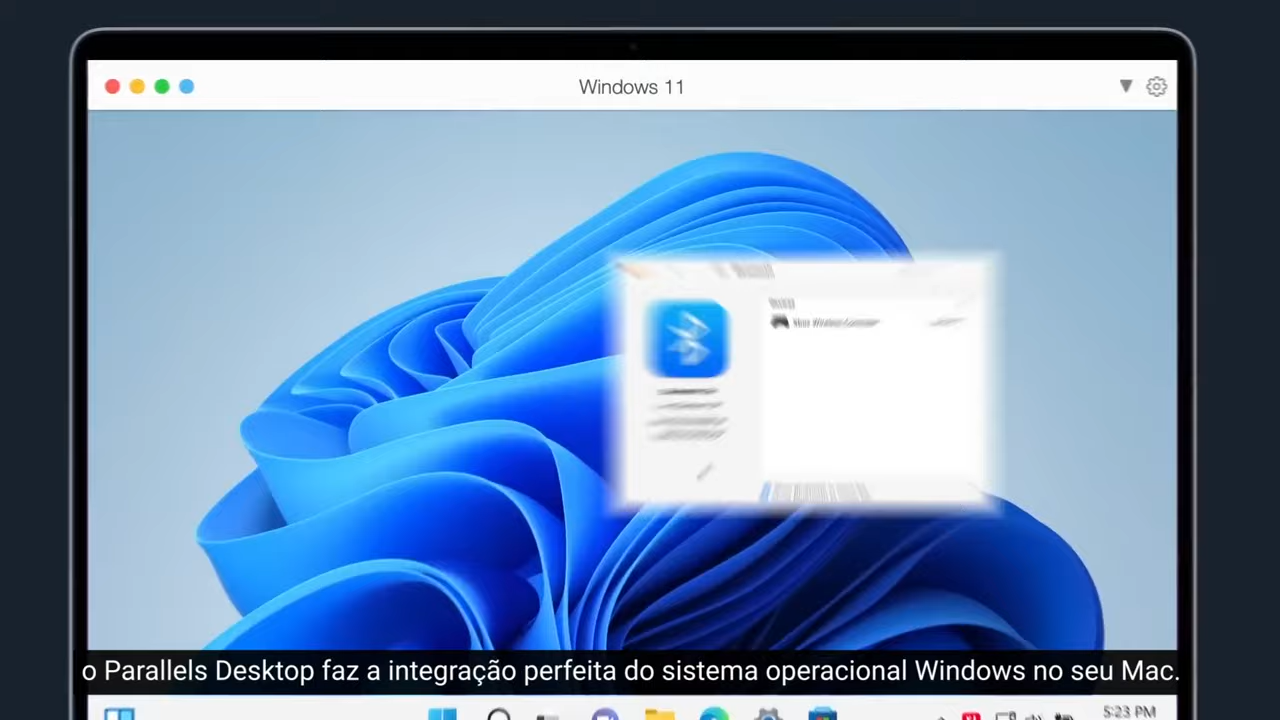 Windows 11
o Parallels Desktop faz a integração perfeita do sistema operacional Windows no seu Mac.
5:23 PM